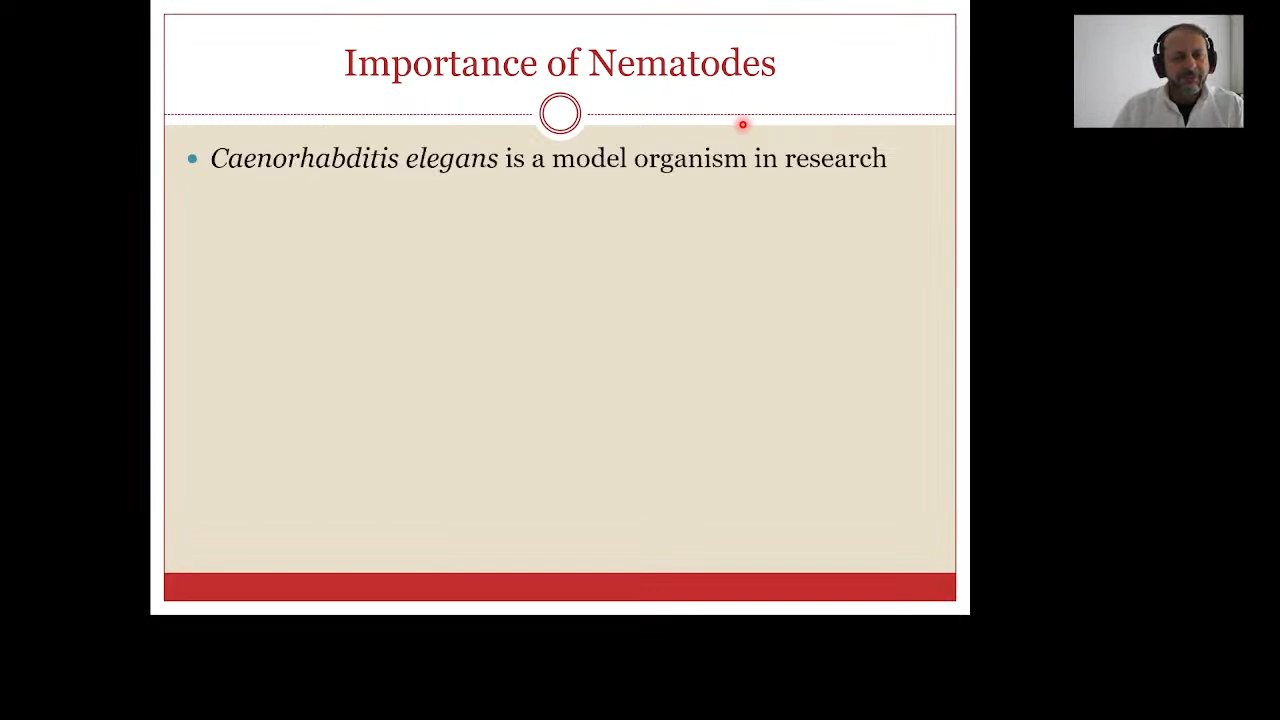 Importance of Nematodes
Caenorhabditis elegans is a model organism in research